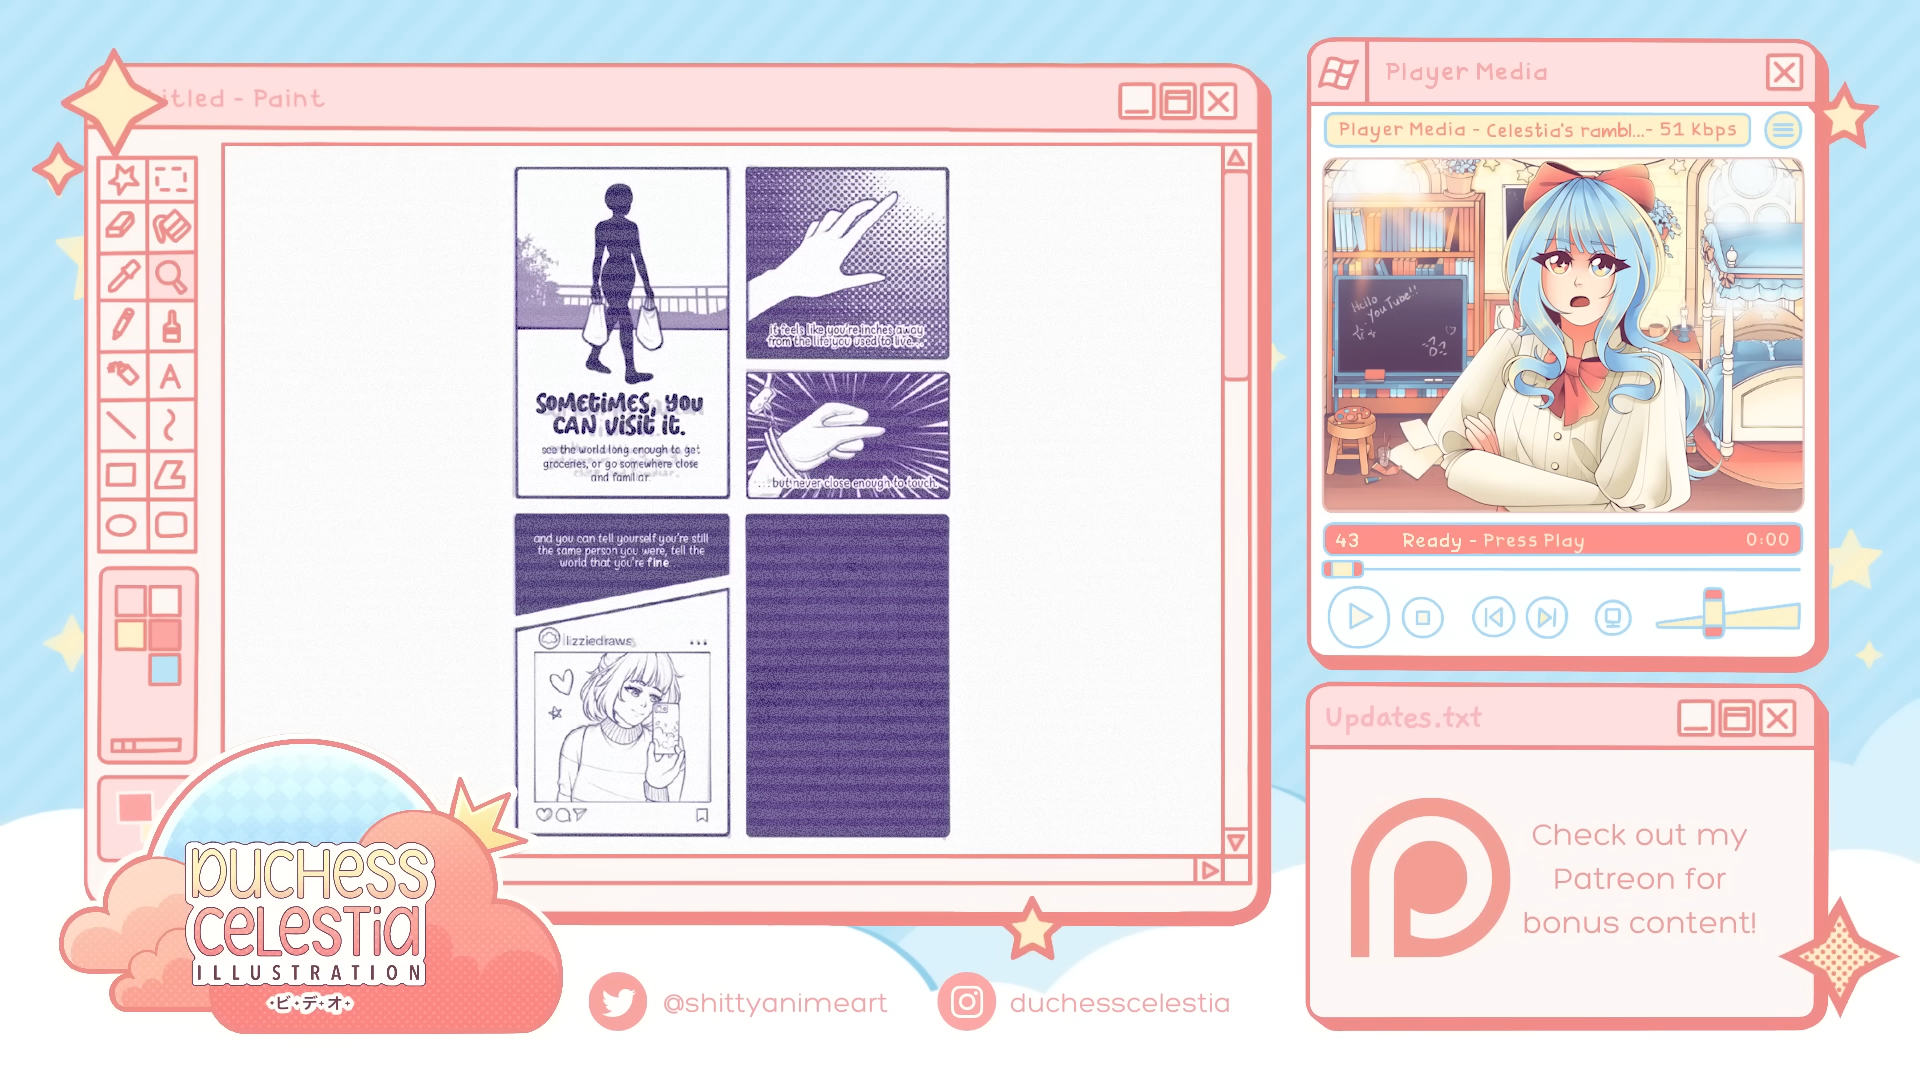 titled - Paint
SOMETIMES, YOU
CAN VISIT IT.
see the world long enough to get
groceries, or go somewhere close
and familiar.
it feels like you're inches away
from the life you used to live...
...but never close enough to touch.
and you can tell yourself you're still
the same person you were, tell the
world that you're fine
lizziedraws
Player Media
Player Media - Celestia's rambl...- 51 Kbps
Hello
YouTube!!
43 Ready - Press Play 0:00
Updates.txt
Check out my
Patreon for
bonus content!
DUCHESS
CELESTIA
ILLUSTRATION
・ビ・デ・オ・
@shittyanimeart
duchesscelestia
A